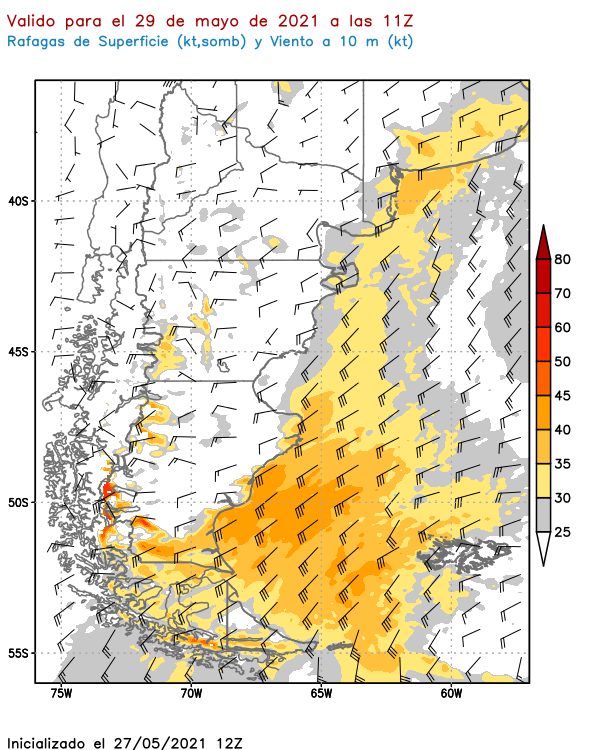 Valido para el 29 de mayo de 2021 a las 11Z
Rafagas de Superficie (kt,somb) y Viento a 10 m (kt)
40S
45S
50S
55S
75W 70W 65W 60W
80
70
60
50
45
40
35
30
25
Inicializado el 27/05/2021 12Z